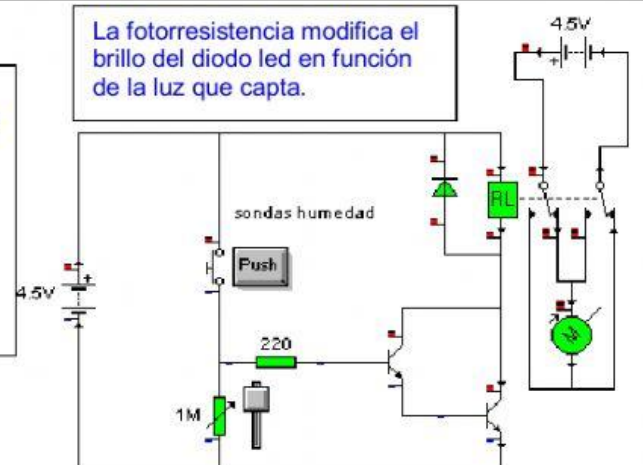 La fotorresistencia modifica el
brillo del diodo led en función
de la luz que capta.
4.5V
sondas humedad
RL
Push
4.5V
220
M
1M